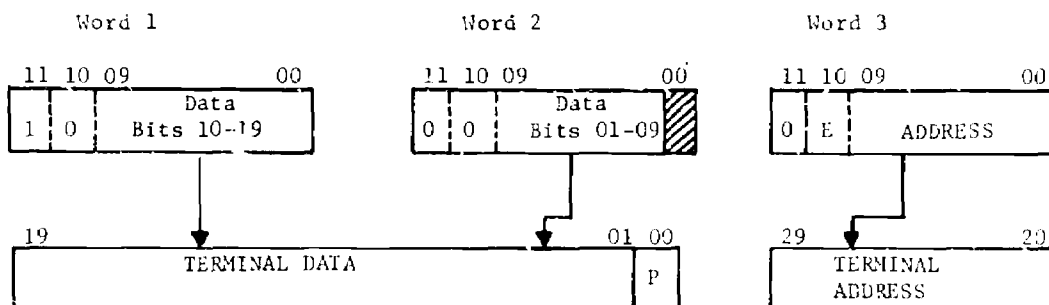 Word 1 Word 2 Word 3
11 10 09 00 11 10 09 00 11 10 09 00
1 0 Data Bits 10-19
0 0 Data Bits 01-09
0 E ADDRESS
19 01 00 29 20
TERMINAL DATA P
TERMINAL
ADDRESS